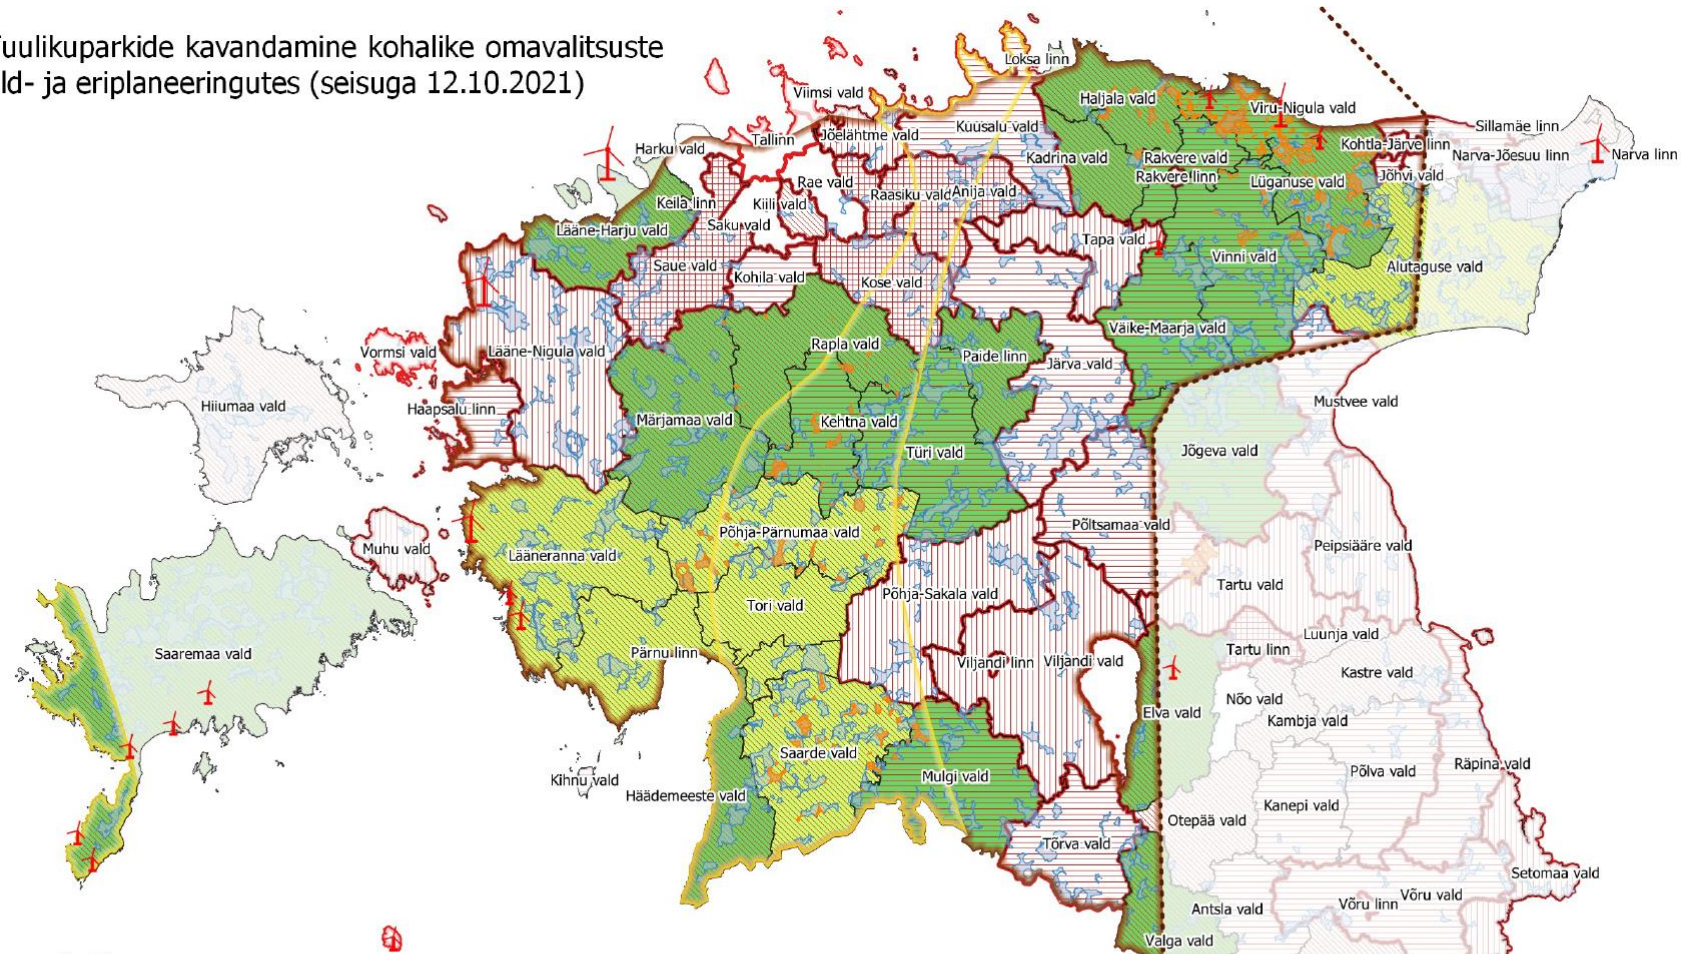 uulikuparkide kavandamine kohalike omavalitsuste
ld- ja eriplaneeringutes (seisuga 12.10.2021)
Loksa linn
Viimsi vald
Haljala vald
Viru-Nigula vald
Tallinn
Jõelähtme vald
Kuusalu vald
Sillamäe linn
Harku vald
Kadrina vald
Rakvere vald
Kohtla-Järve linn
Narva-Jõesuu linn
Narva linn
Rae vald
Rakvere linn
Lüganuse vald
Jõhvi vald
Keila linn
Kiili vald
Raasiku vald
Anija vald
Saku vald
Lääne-Harju vald
Tapa vald
Vinni vald
Alutaguse vald
Saue vald
Kohila vald
Kose vald
Väike-Maarja vald
Vormsi vald
Lääne-Nigula vald
Rapla vald
Paide linn
Järva vald
Hiiumaa vald
Haapsalu linn
Mustvee vald
Märjamaa vald
Kehtna vald
Türi vald
Jõgeva vald
Põltsamaa vald
Põhja-Pärnumaa vald
Muhu vald
Lääneranna vald
Peipsiääre vald
Tartu vald
Põhja-Sakala vald
Tori vald
Luunja vald
Saaremaa vald
Pärnu linn
Viljandi linn
Viljandi vald
Tartu linn
Kastre vald
Nõo vald
Elva vald
Kambja vald
Saarde vald
Kihnu vald
Häädemeeste vald
Mulgi vald
Põlva vald
Räpina vald
Kanepi vald
Otepää vald
Tõrva vald
Setomaa vald
Antsla vald
Võru linn
Võru vald
Valga vald